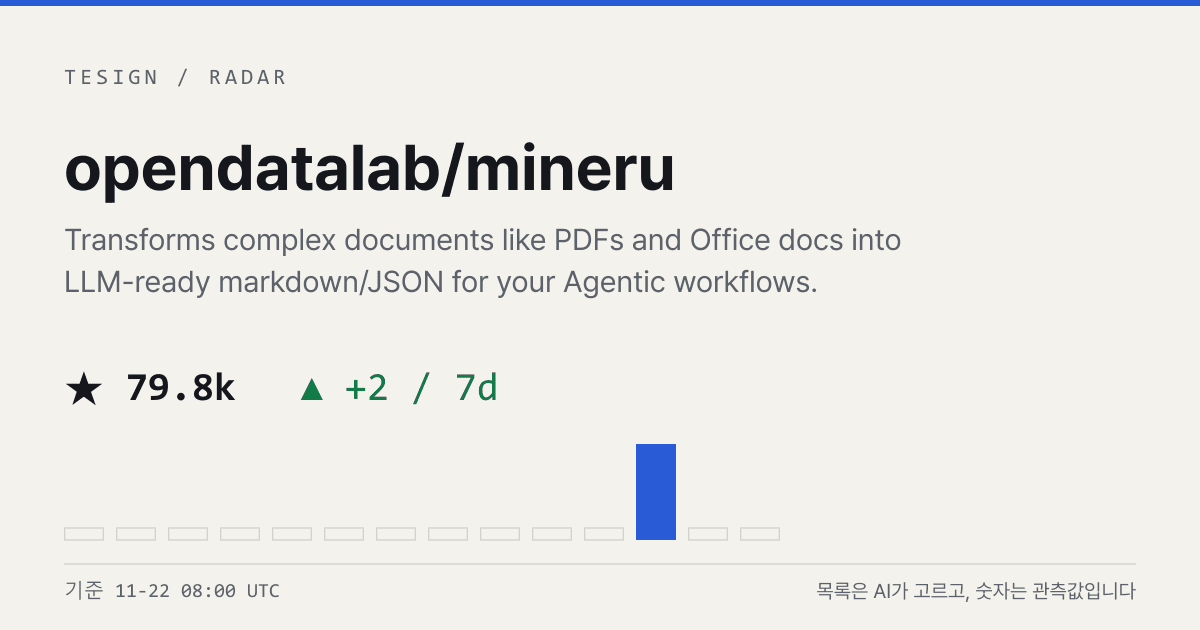 TESIGN / RADAR
opendatalab/mineru
Transforms complex documents like PDFs and Office docs into
LLM-ready markdown/JSON for your Agentic workflows.
★ 79.8k ▲ +2 / 7d
기준 11-22 08:00 UTC
목록은 AI가 고르고, 숫자는 관측값입니다